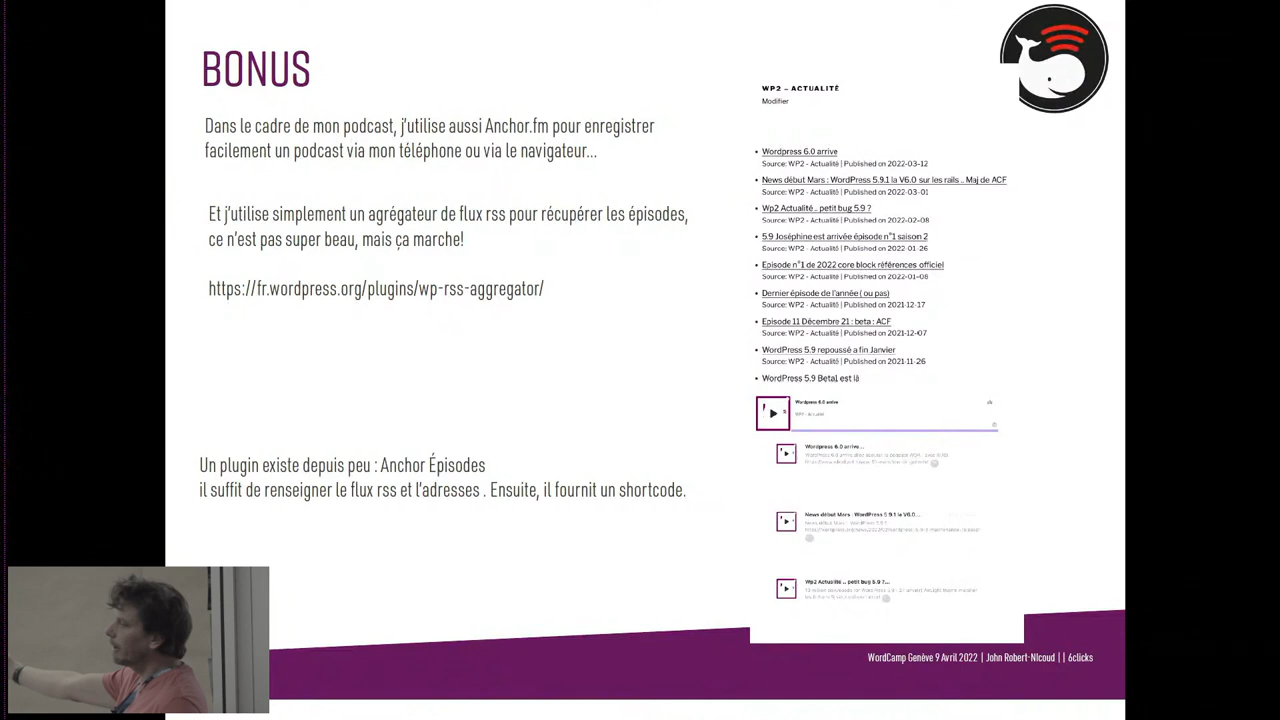 BONUS
Dans le cadre de mon podcast, j'utilise aussi Anchor.fm pour enregistrer
facilement un podcast via mon téléphone ou via le navigateur...
Et j'utilise simplement un agrégateur de flux rss pour récupérer les épisodes,
ce n'est pas super beau, mais ça marche!
https://fr.wordpress.org/plugins/wp-rss-aggregator/
Un plugin existe depuis peu : Anchor Épisodes
il suffit de renseigner le flux rss et l'adresses . Ensuite, il fournit un shortcode.
WP2 – ACTUALITÉ
Modifier
Wordpress 6.0 arrive
Source: WP2 - Actualité | Published on 2022-03-12
News début Mars : WordPress 5.9.1 la V6.0 sur les rails .. Maj de ACF
Source: WP2 - Actualité | Published on 2022-03-01
Wp2 Actualité .. petit bug 5.9 ?
Source: WP2 - Actualité | Published on 2022-02-08
5.9 Joséphine est arrivée épisode n°1 saison 2
Source: WP2 - Actualité | Published on 2022-01-26
Episode n°1 de 2022 core block références officiel
Source: WP2 - Actualité | Published on 2022-01-08
Dernier épisode de l'année ( ou pas)
Source: WP2 - Actualité | Published on 2021-12-17
Episode 11 Décembre 21 : beta : ACF
Source: WP2 - Actualité | Published on 2021-12-07
WordPress 5.9 repoussé a fin Janvier
Source: WP2 - Actualité | Published on 2021-11-26
WordPress 5.9 Beta1 est là
Wordpress 6.0 arrive
WP2 - Actualité
Wordpress 6.0 arrive...
News début Mars : WordPress 5.9.1 la V6.0...
News début Mars : WordPress 5.9.1
Wp2 Actualité .. petit bug 5.9 ?...
WordCamp Genève 9 Avril 2022 | John Robert-NIcoud | | 6clicks